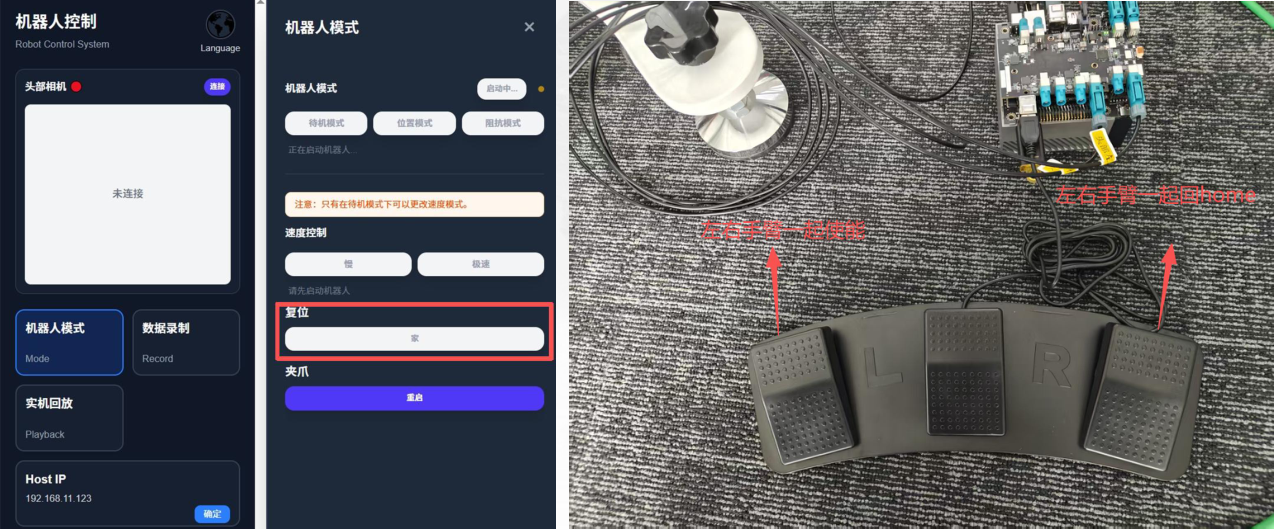 机器人控制
Robot Control System
Language
头部相机
连接
未连接
机器人模式
Mode
数据录制
Record
实机回放
Playback
Host IP
192.168.11.123
确定
机器人模式
机器人模式
启动中...
待机模式
位置模式
阻抗模式
正在启动机器人...
注意：只有在待机模式下可以更改速度模式。
速度控制
慢
极速
请先启动机器人
复位
家
夹爪
重启
左右手臂一起使能
左右手臂一起回home
L
R